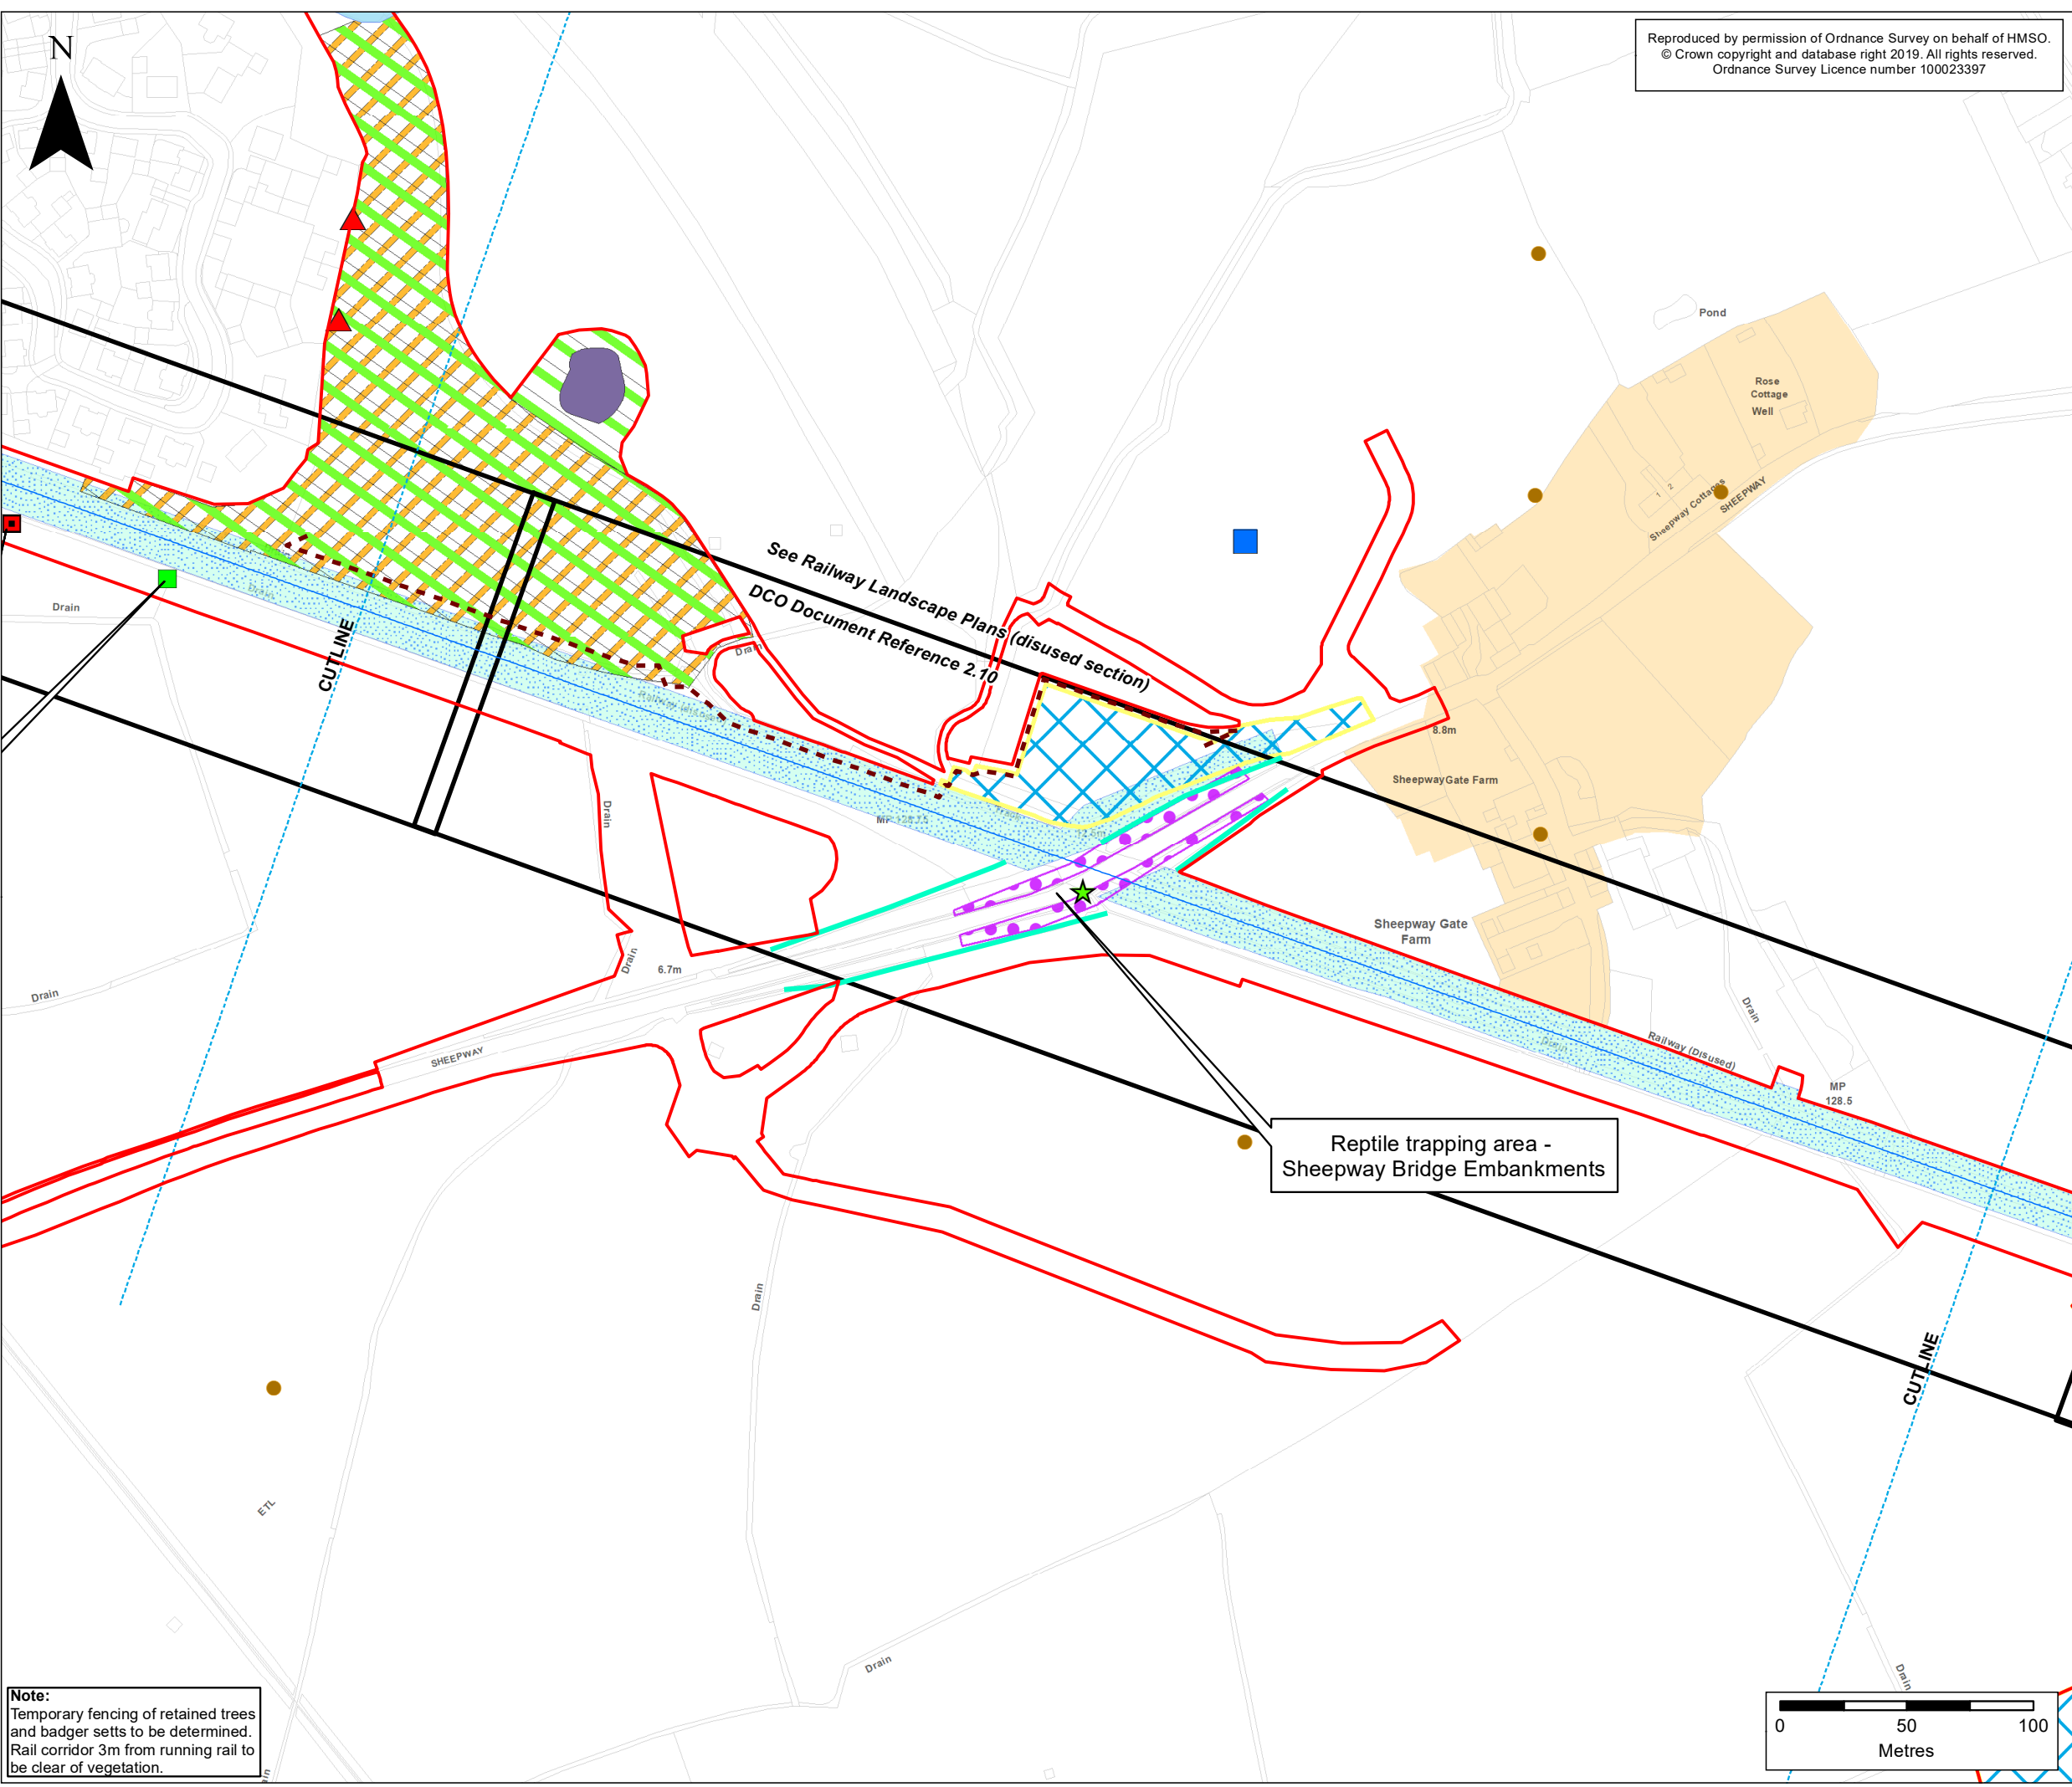 N
Reproduced by permission of Ordnance Survey on behalf of HMSO.
© Crown copyright and database right 2019. All rights reserved.
Ordnance Survey Licence number 100023397
Pond
Rose
Cottage
Well
1 2
Sheepway Cottages
SHEEPWAY
See Railway Landscape Plans (disused section)
DCO Document Reference 2.10
Drain
Drain
Drain
CUTLINE
8.8m
SheepwayGate Farm
Drain
Sheepway Gate
Farm
Drain
6.7m
Drain
Drain
Railway (Disused)
SHEEPWAY
MP
128.5
Reptile trapping area -
Sheepway Bridge Embankments
Drain
CUTLINE
ETL
Drain
Drain
Note:
Temporary fencing of retained trees
and badger setts to be determined.
Rail corridor 3m from running rail to
be clear of vegetation.
0 50 100
Metres